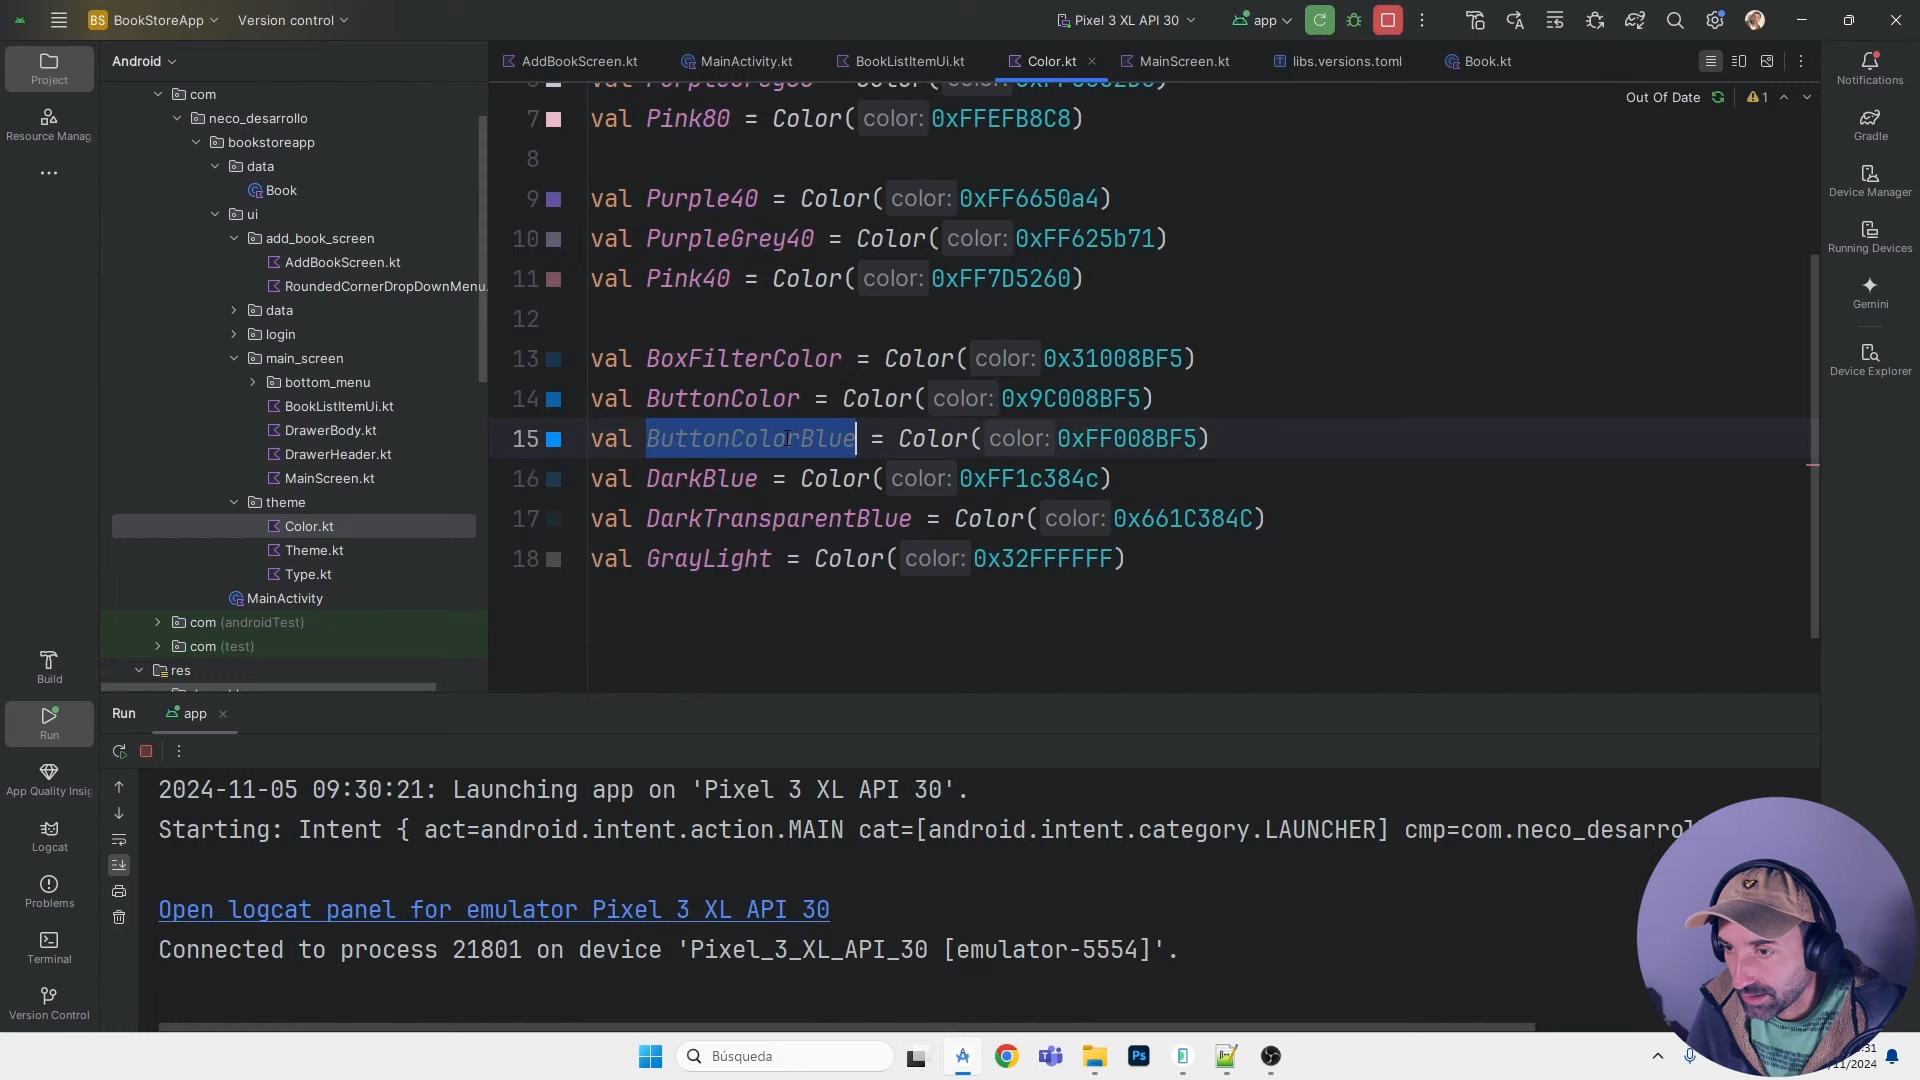 BS BookStoreApp Version control Pixel 3 XL API 30 app
Project
Resource Manag
Build
Run
App Quality Insig
Logcat
Problems
Terminal
Version Control
Android
com
neco_desarrollo
bookstoreapp
data
Book
ui
add_book_screen
AddBookScreen.kt
RoundedCornerDropDownMenu.
data
login
main_screen
bottom_menu
BookListItemUi.kt
DrawerBody.kt
DrawerHeader.kt
MainScreen.kt
theme
Color.kt
Theme.kt
Type.kt
MainActivity
com (androidTest)
com (test)
res
AddBookScreen.kt MainActivity.kt BookListItemUi.kt Color.kt MainScreen.kt libs.versions.toml Book.kt
Out Of Date 1
7 val Pink80 = Color( color: 0xFFEFB8C8)
8
9 val Purple40 = Color( color: 0xFF6650a4)
10 val PurpleGrey40 = Color( color: 0xFF625b71)
11 val Pink40 = Color( color: 0xFF7D5260)
12
13 val BoxFilterColor = Color( color: 0x31008BF5)
14 val ButtonColor = Color( color: 0x9C008BF5)
15 val ButtonColorBlue = Color( color: 0xFF008BF5)
16 val DarkBlue = Color( color: 0xFF1c384c)
17 val DarkTransparentBlue = Color( color: 0x661C384C)
18 val GrayLight = Color( color: 0x32FFFFFF)
Notifications
Gradle
Device Manager
Running Devices
Gemini
Device Explorer
Run app
2024-11-05 09:30:21: Launching app on 'Pixel 3 XL API 30'.
Starting: Intent { act=android.intent.action.MAIN cat=[android.intent.category.LAUNCHER] cmp=com.neco_desarrol
Open logcat panel for emulator Pixel 3 XL API 30
Connected to process 21801 on device 'Pixel_3_XL_API_30 [emulator-5554]'.
Búsqueda
Ps